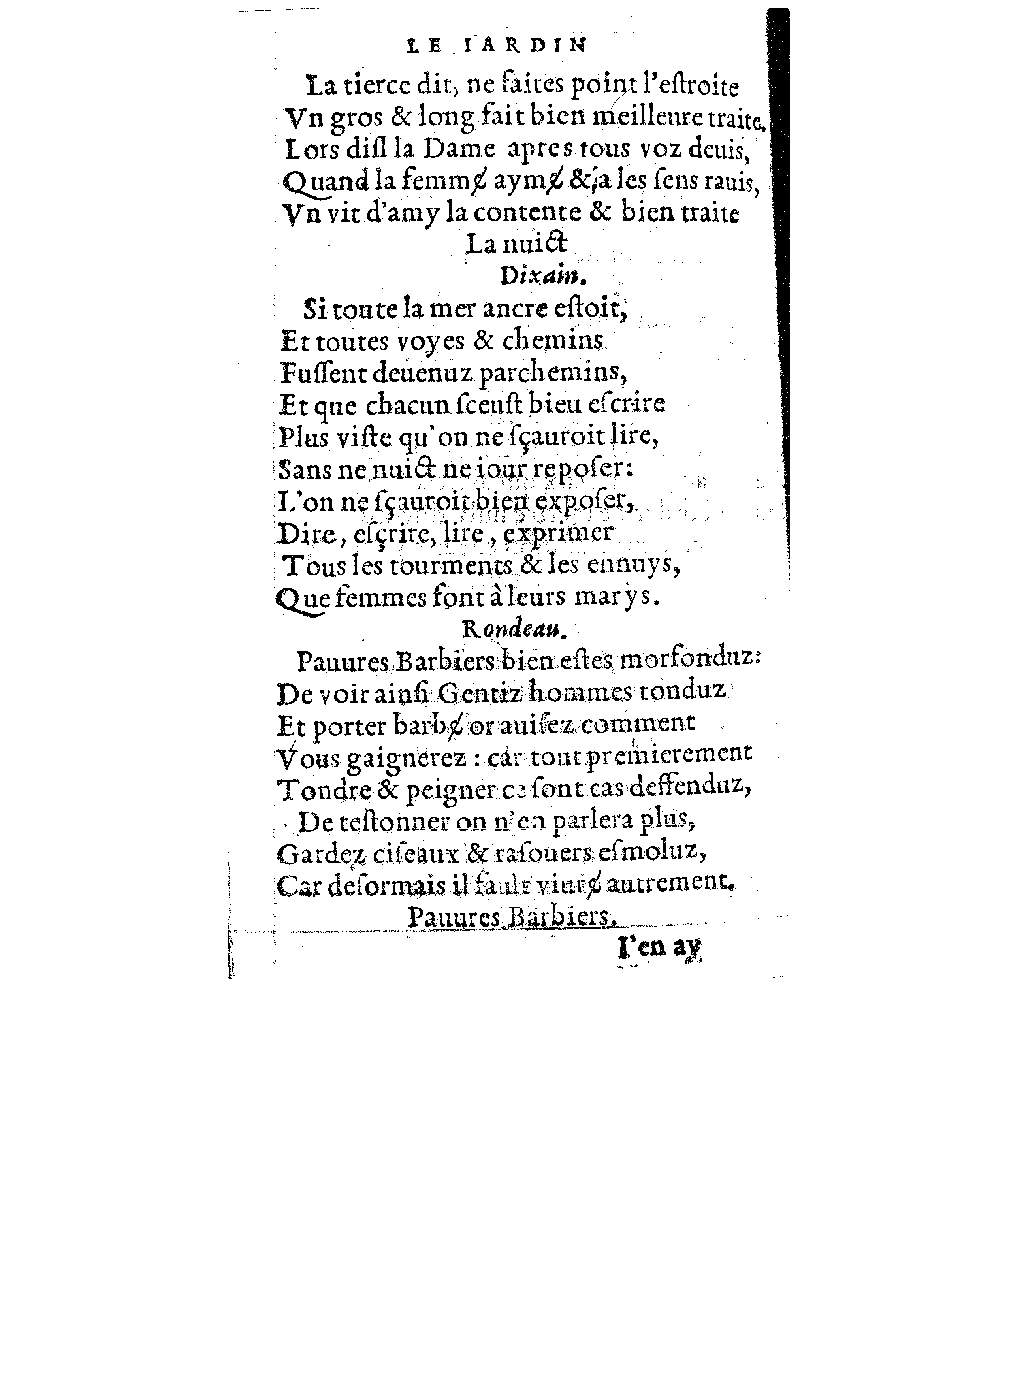 LE IARDIN
La tierce dit, ne faites point l'eſtroite
Vn gros & long fait bien meilleure traite.
Lors diſt la Dame apres tous voz deuis,
Quand la femmɇ aymɇ & a les ſens rauis,
Vn vit d'amy la contente & bien traite
La nuict
Dixain.
Si toute la mer ancre eſtoit,
Et toutes voyes & chemins
Fuſſent deuenuz parchemins,
Et que chacun ſceuſt bieu eſcrire
Plus viſte qu'on ne ſçauroit lire,
Sans ne nuict ne iour repoſer:
L'on ne ſçauroit bien expoſer,
Dire, eſçrire, lire, exprimer
Tous les tourments & les ennuys,
Que femmes font à leurs marys.
Rondeau.
Pauures Barbiers bien eſtes morfonduz:
De voir ainſi Gentiz hommes tonduz
Et porter barbɇ or auiſez comment
Vous gaignerez : car tout premierement
Tondre & peigner ce ſont cas deffenduz,
De teſtonner on n'en parlera plus,
Gardez ciſeaux & raſouers eſmoluz,
Car deſormais il fault viurɇ autrement.
Pauures Barbiers.
I'en ay